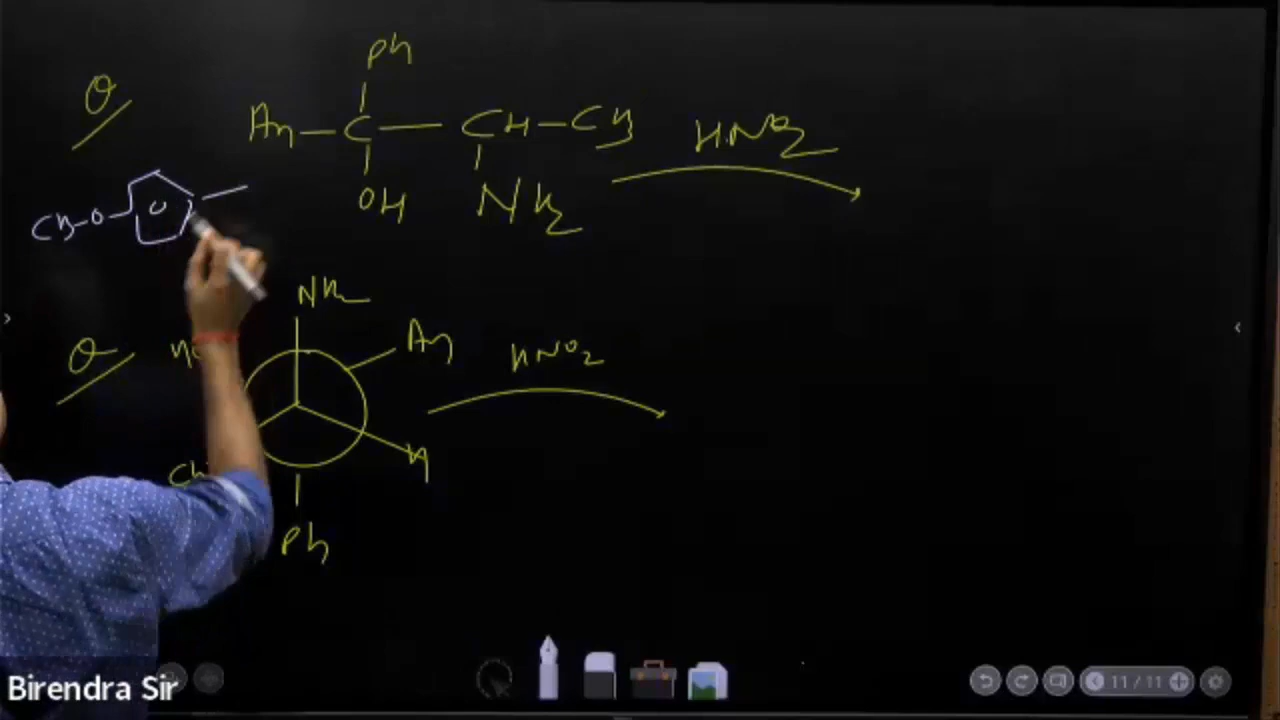 Q
Ph
An — C — CH — CH3 HNO2
OH NH2
CH3-O-
Q
NH2
An HNO2
H
Ph
11 / 11
Birendra Sir